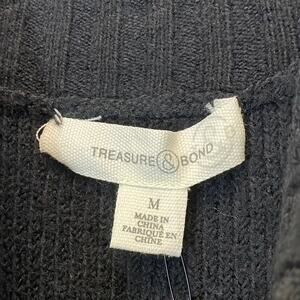 TREASURE & BOND
M
MADE IN
CHINA
FABRIQUÉ EN
CHINE